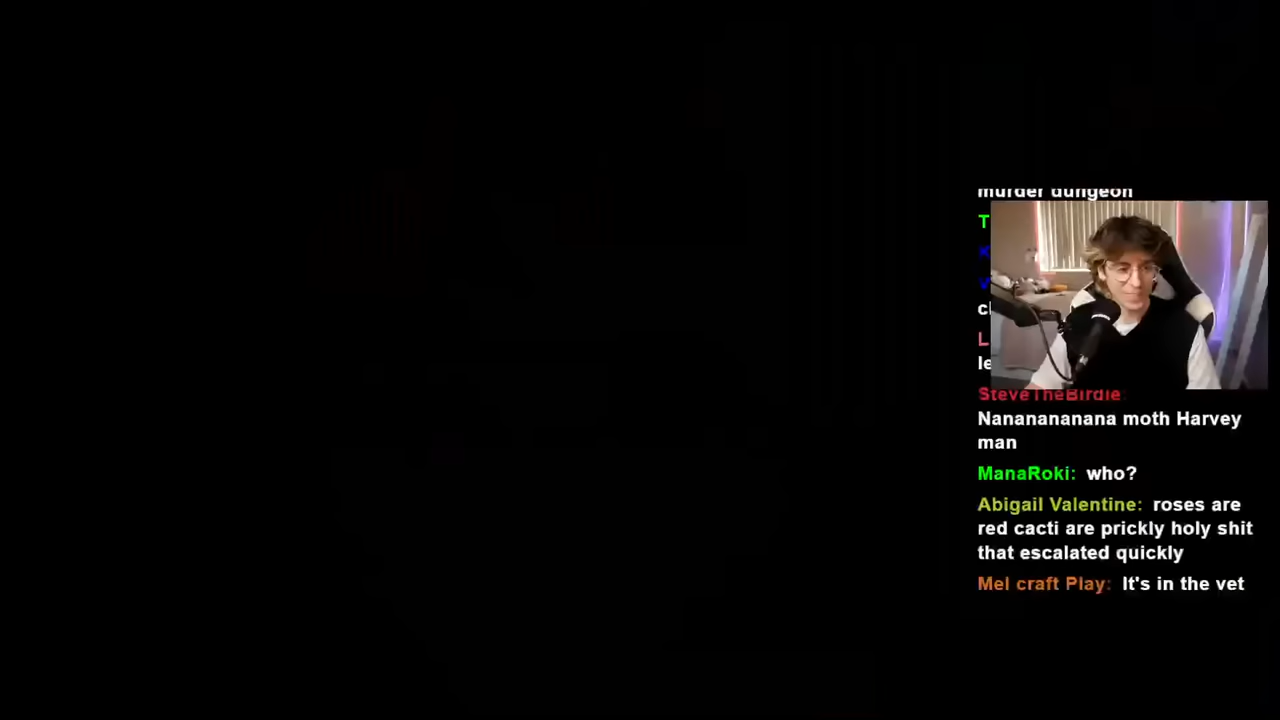 murder dungeon
SteveTheBirdie:
Nanananana moth Harvey
man
ManaRoki: who?
Abigail Valentine: roses are
red cacti are prickly holy shit
that escalated quickly
Mel craft Play: It's in the vet